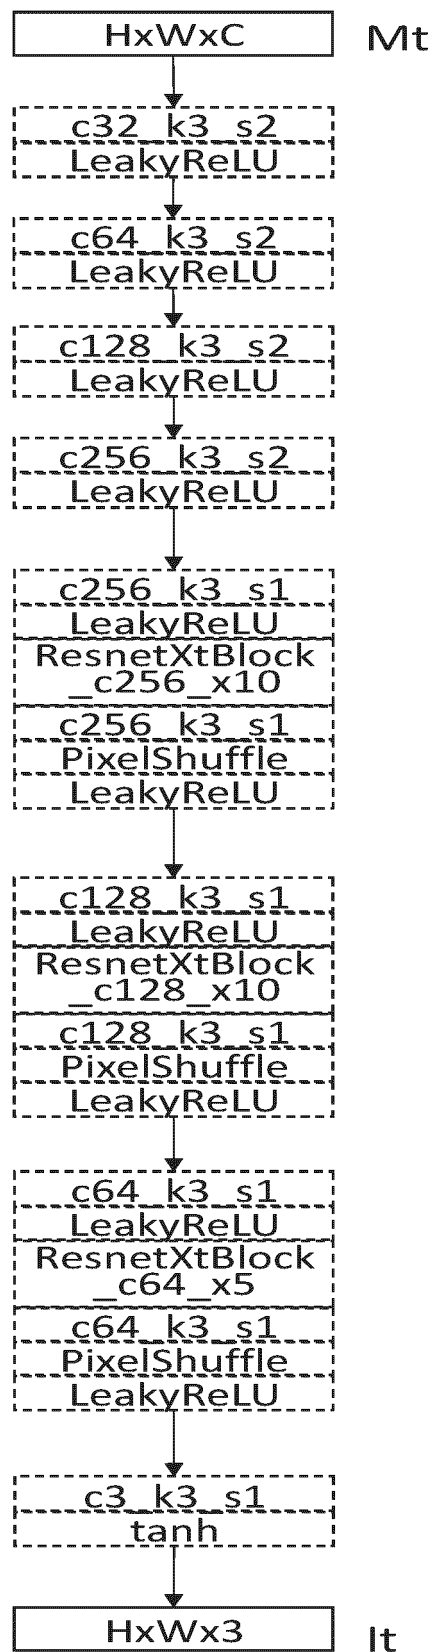 HxWxC Mt
c32_k3_s2
LeakyReLU
c64_k3_s2
LeakyReLU
c128_k3_s2
LeakyReLU
c256_k3_s2
LeakyReLU
c256_k3_s1
LeakyReLU
ResnetXtBlock
_c256_x10
c256_k3_s1
PixelShuffle
LeakyReLU
c128_k3_s1
LeakyReLU
ResnetXtBlock
_c128_x10
c128_k3_s1
PixelShuffle
LeakyReLU
c64_k3_s1
LeakyReLU
ResnetXtBlock
_c64_x5
c64_k3_s1
PixelShuffle
LeakyReLU
c3_k3_s1
tanh
HxWx3 It